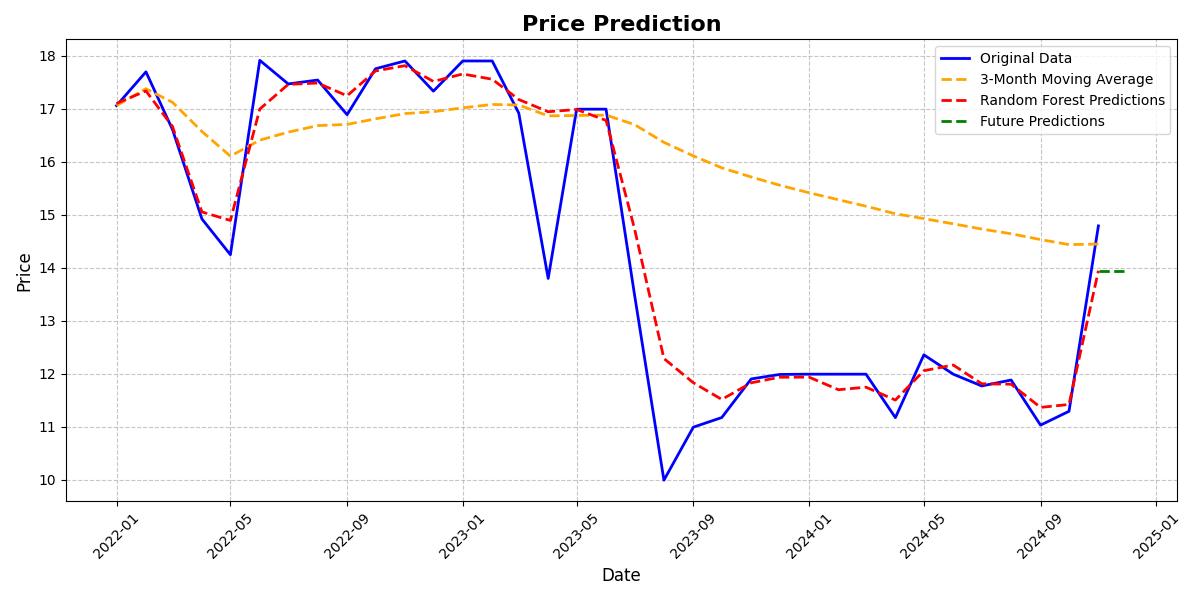 Price Prediction
Original Data
3-Month Moving Average
Random Forest Predictions
Future Predictions
18
17
16
15
14
13
12
11
10
Price
2022-01
2022-05
2022-09
2023-01
2023-05
2023-09
2024-01
2024-05
2024-09
2025-01
Date